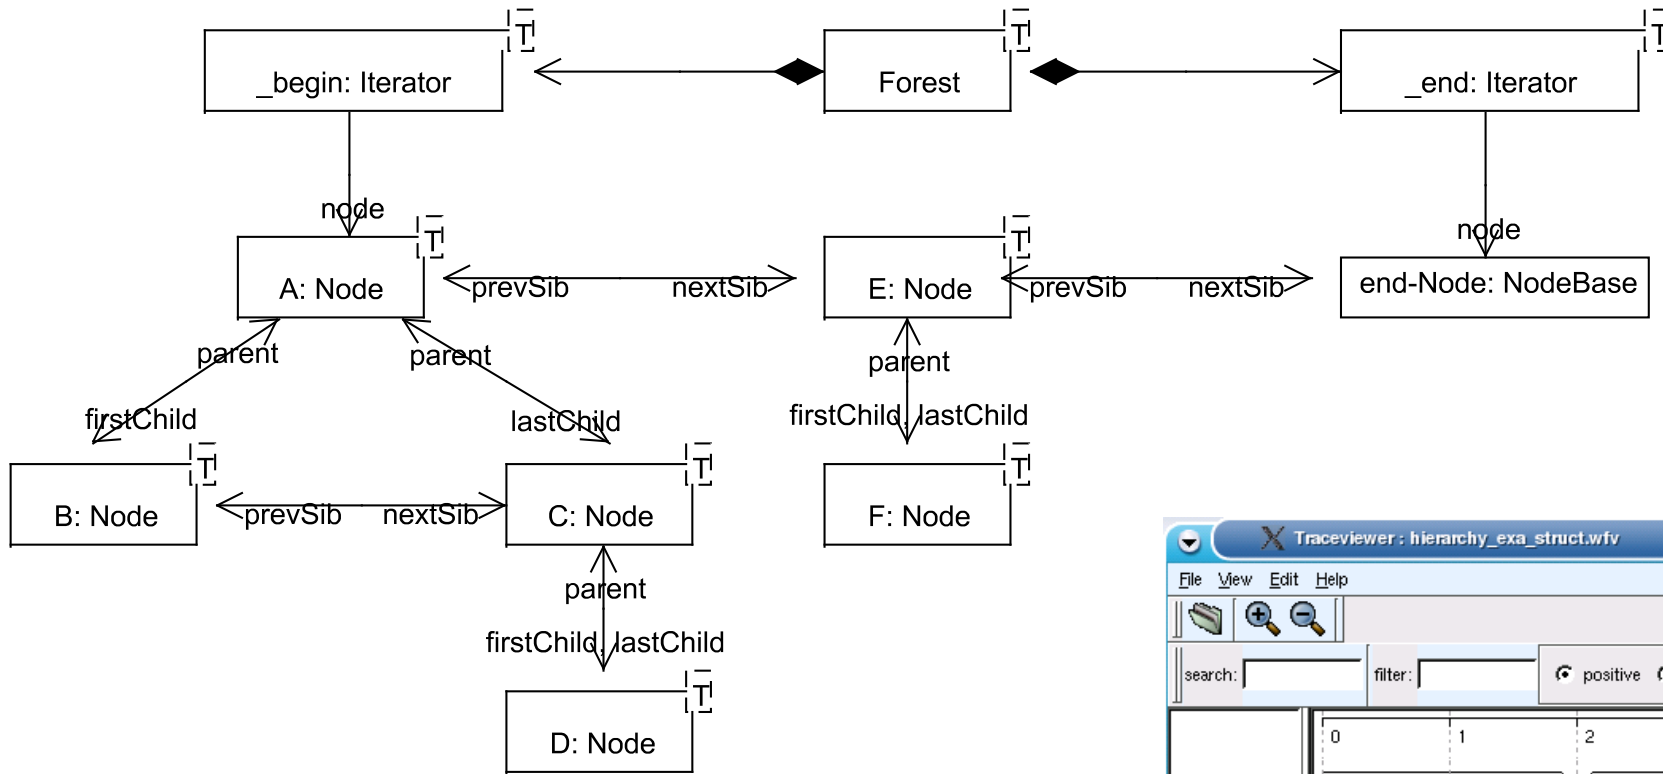 T
T
T
_begin: Iterator
Forest
_end: Iterator
node
node
T
T
A: Node
prevSib
nextSib
E: Node
prevSib
nextSib
end-Node: NodeBase
parent
parent
parent
firstChild
lastChild
firstChild, lastChild
T
T
T
B: Node
prevSib
nextSib
C: Node
F: Node
parent
firstChild, lastChild
T
D: Node
Traceviewer : hierarchy_exa_struct.wfv
File View Edit Help
search:
filter:
positive
0
1
2